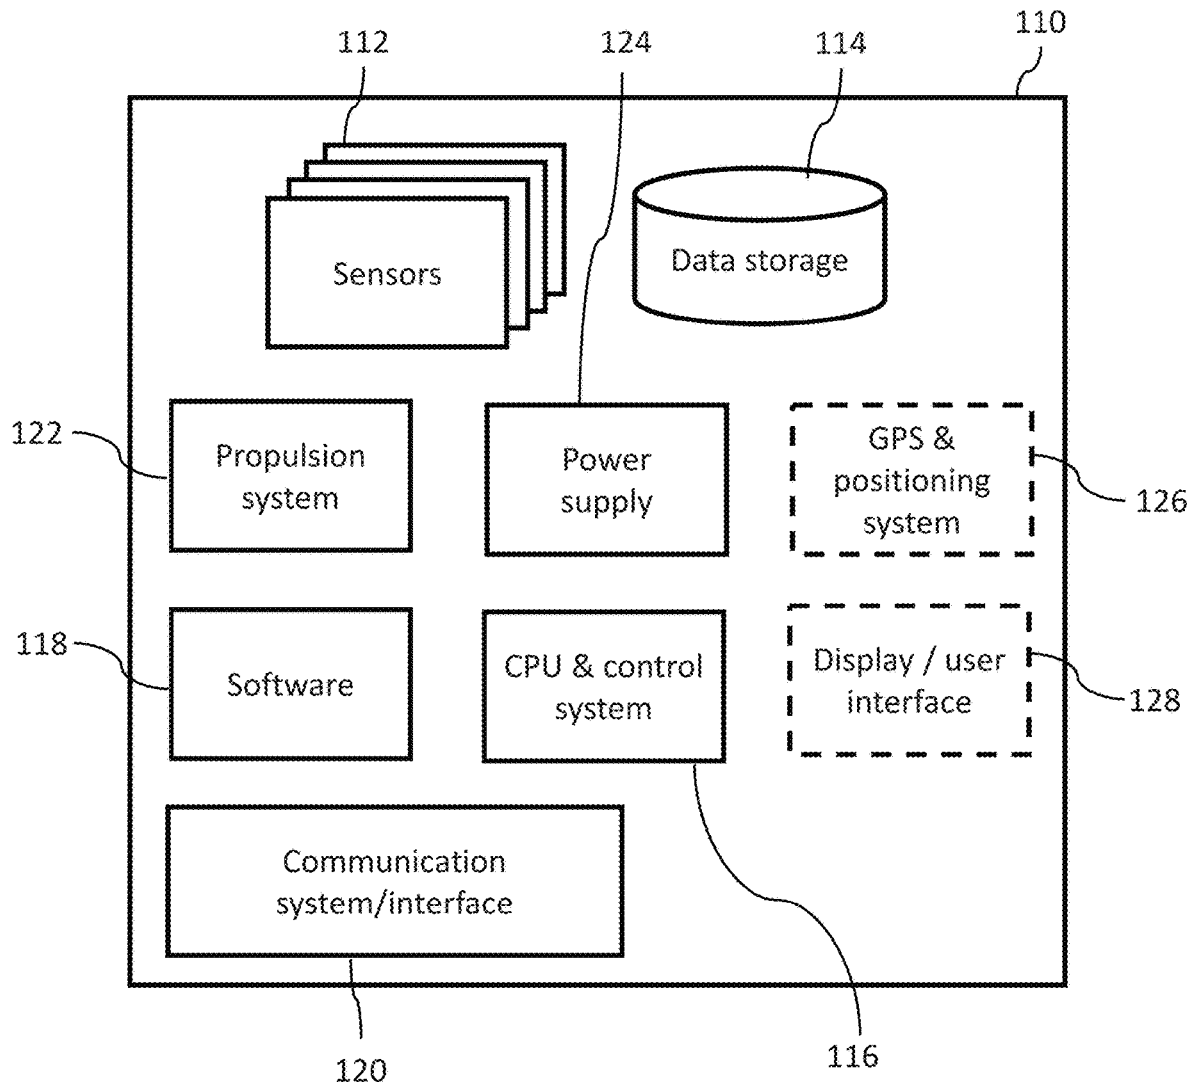 110
112
124
114
Sensors
Data storage
122
Propulsion
system
Power
supply
GPS &
positioning
system
126
118
Software
CPU & control
system
Display / user
interface
128
Communication
system/interface
120
116